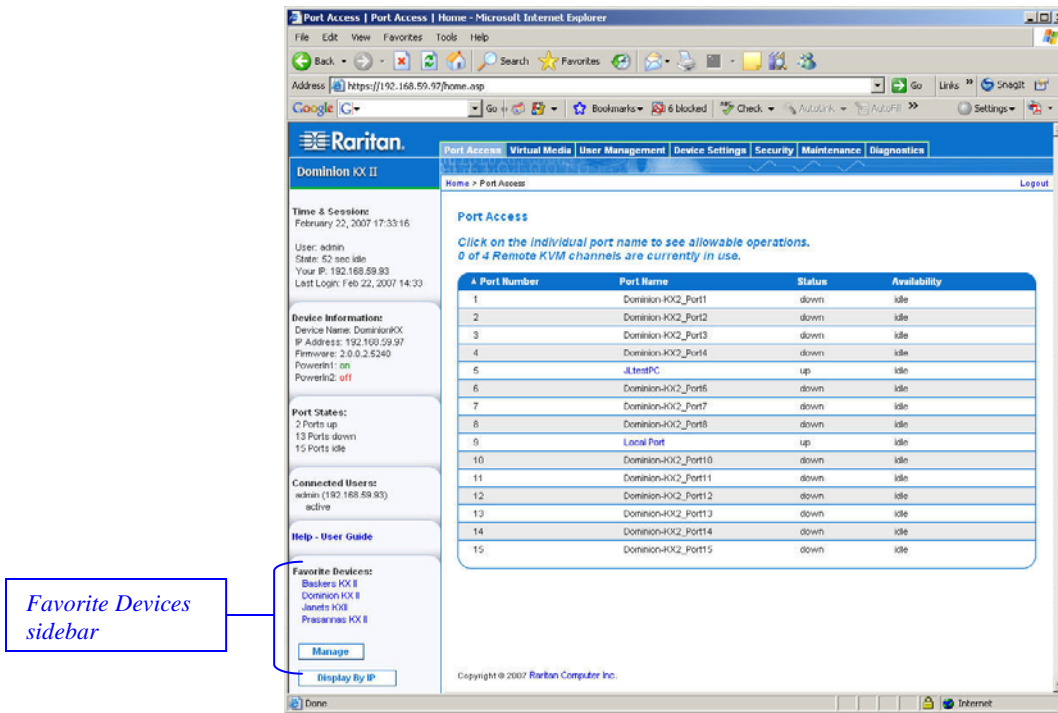 Port Access | Port Access | Home - Microsoft Internet Explorer
File Edit View Favorites Tools Help
Back Search Favorites
Address https://192.168.59.97/home.asp Go Links » SnagIt
Google G Go Bookmarks 6 blocked Check AutoLink AutoFill » Settings
Raritan.
Port Access Virtual Media User Management Device Settings Security Maintenance Diagnostics
Dominion KX II
Home > Port Access Logout
Time & Session:
February 22, 2007 17:33:16
User: admin
State: 52 sec idle
Your IP: 192.168.59.93
Last Login: Feb 22, 2007 14:33
Device Information:
Device Name: DominionKX
IP Address: 192.168.59.97
Firmware: 2.0.0.2.5240
PowerIn1: on
PowerIn2: off
Port States:
2 Ports up
13 Ports down
15 Ports idle
Connected Users:
admin (192.168.59.93)
active
Help - User Guide
Favorite Devices:
Baskers KX II
Dominion KX II
Janets KXII
Prasannas KX II
Manage
Display By IP
Port Access
Click on the individual port name to see allowable operations.
0 of 4 Remote KVM channels are currently in use.
▲ Port Number Port Name Status Availability
1 Dominion-KX2_Port1 down idle
2 Dominion-KX2_Port2 down idle
3 Dominion-KX2_Port3 down idle
4 Dominion-KX2_Port4 down idle
5 JLtestPC up idle
6 Dominion-KX2_Port6 down idle
7 Dominion-KX2_Port7 down idle
8 Dominion-KX2_Port8 down idle
9 Local Port up idle
10 Dominion-KX2_Port10 down idle
11 Dominion-KX2_Port11 down idle
12 Dominion-KX2_Port12 down idle
13 Dominion-KX2_Port13 down idle
14 Dominion-KX2_Port14 down idle
15 Dominion-KX2_Port15 down idle
Copyright © 2007 Raritan Computer Inc.
Done Internet
Favorite Devices
sidebar